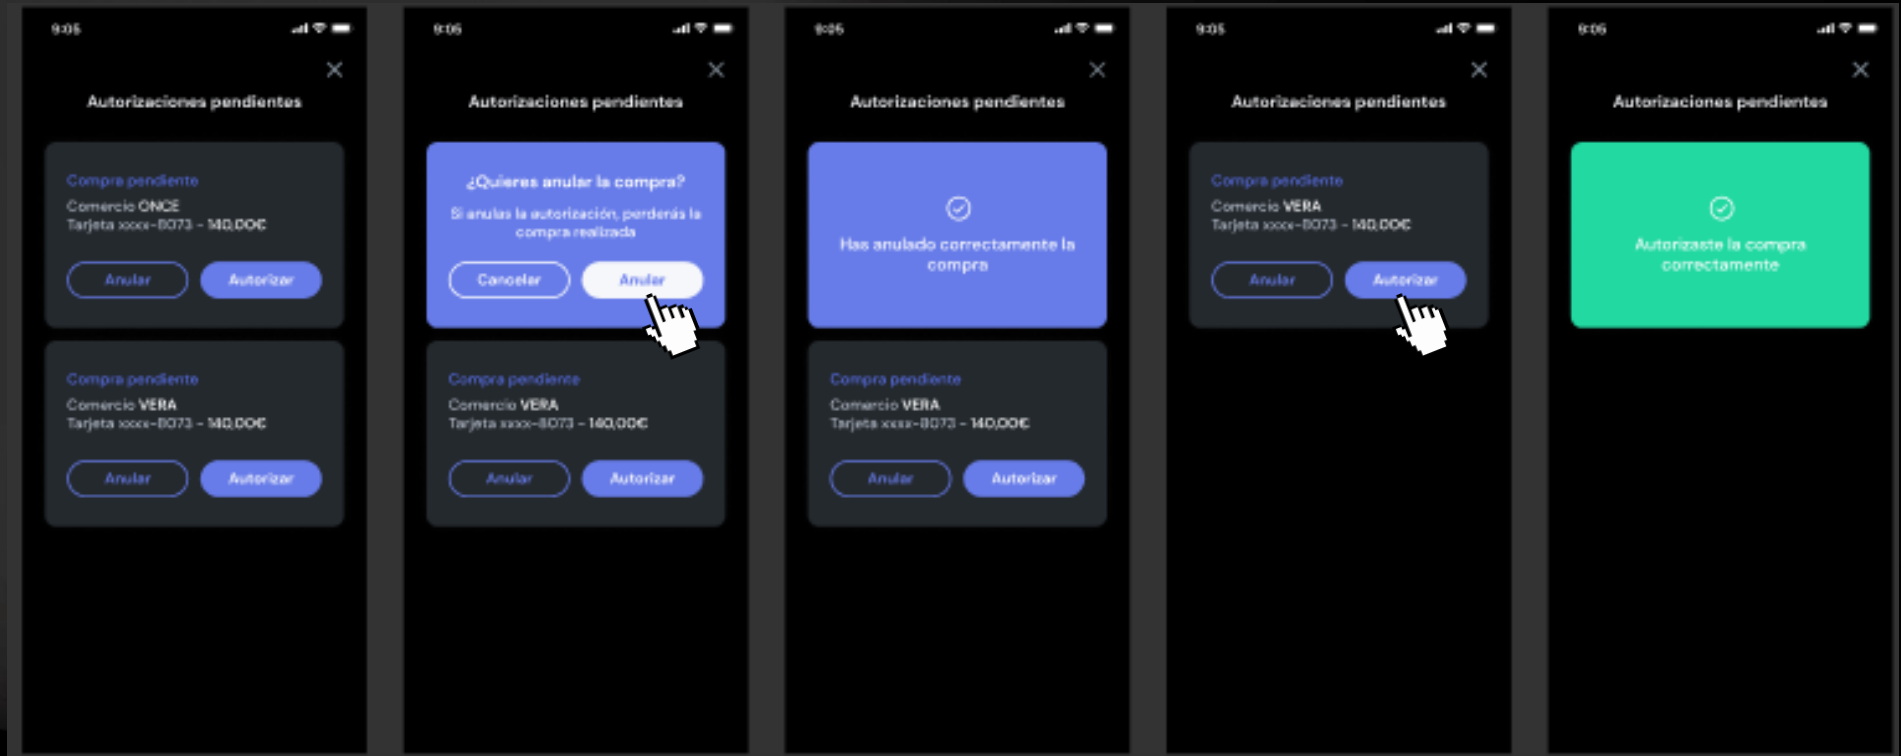 9:05
Autorizaciones pendientes
Compra pendiente
Comercio ONCE
Tarjeta xxxx-8073 - 140,00€
Anular
Autorizar
Compra pendiente
Comercio VERA
Tarjeta xxxx-8073 - 140,00€
Anular
Autorizar
9:05
Autorizaciones pendientes
¿Quieres anular la compra?
Si anulas la autorización, perderás la
compra realizada
Cancelar
Anular
Compra pendiente
Comercio VERA
Tarjeta xxxx-8073 - 140,00€
Anular
Autorizar
9:05
Autorizaciones pendientes
Has anulado correctamente la
compra
Compra pendiente
Comercio VERA
Tarjeta xxxx-8073 - 140,00€
Anular
Autorizar
9:05
Autorizaciones pendientes
Compra pendiente
Comercio VERA
Tarjeta xxxx-8073 - 140,00€
Anular
Autorizar
9:05
Autorizaciones pendientes
Autorizaste la compra
correctamente